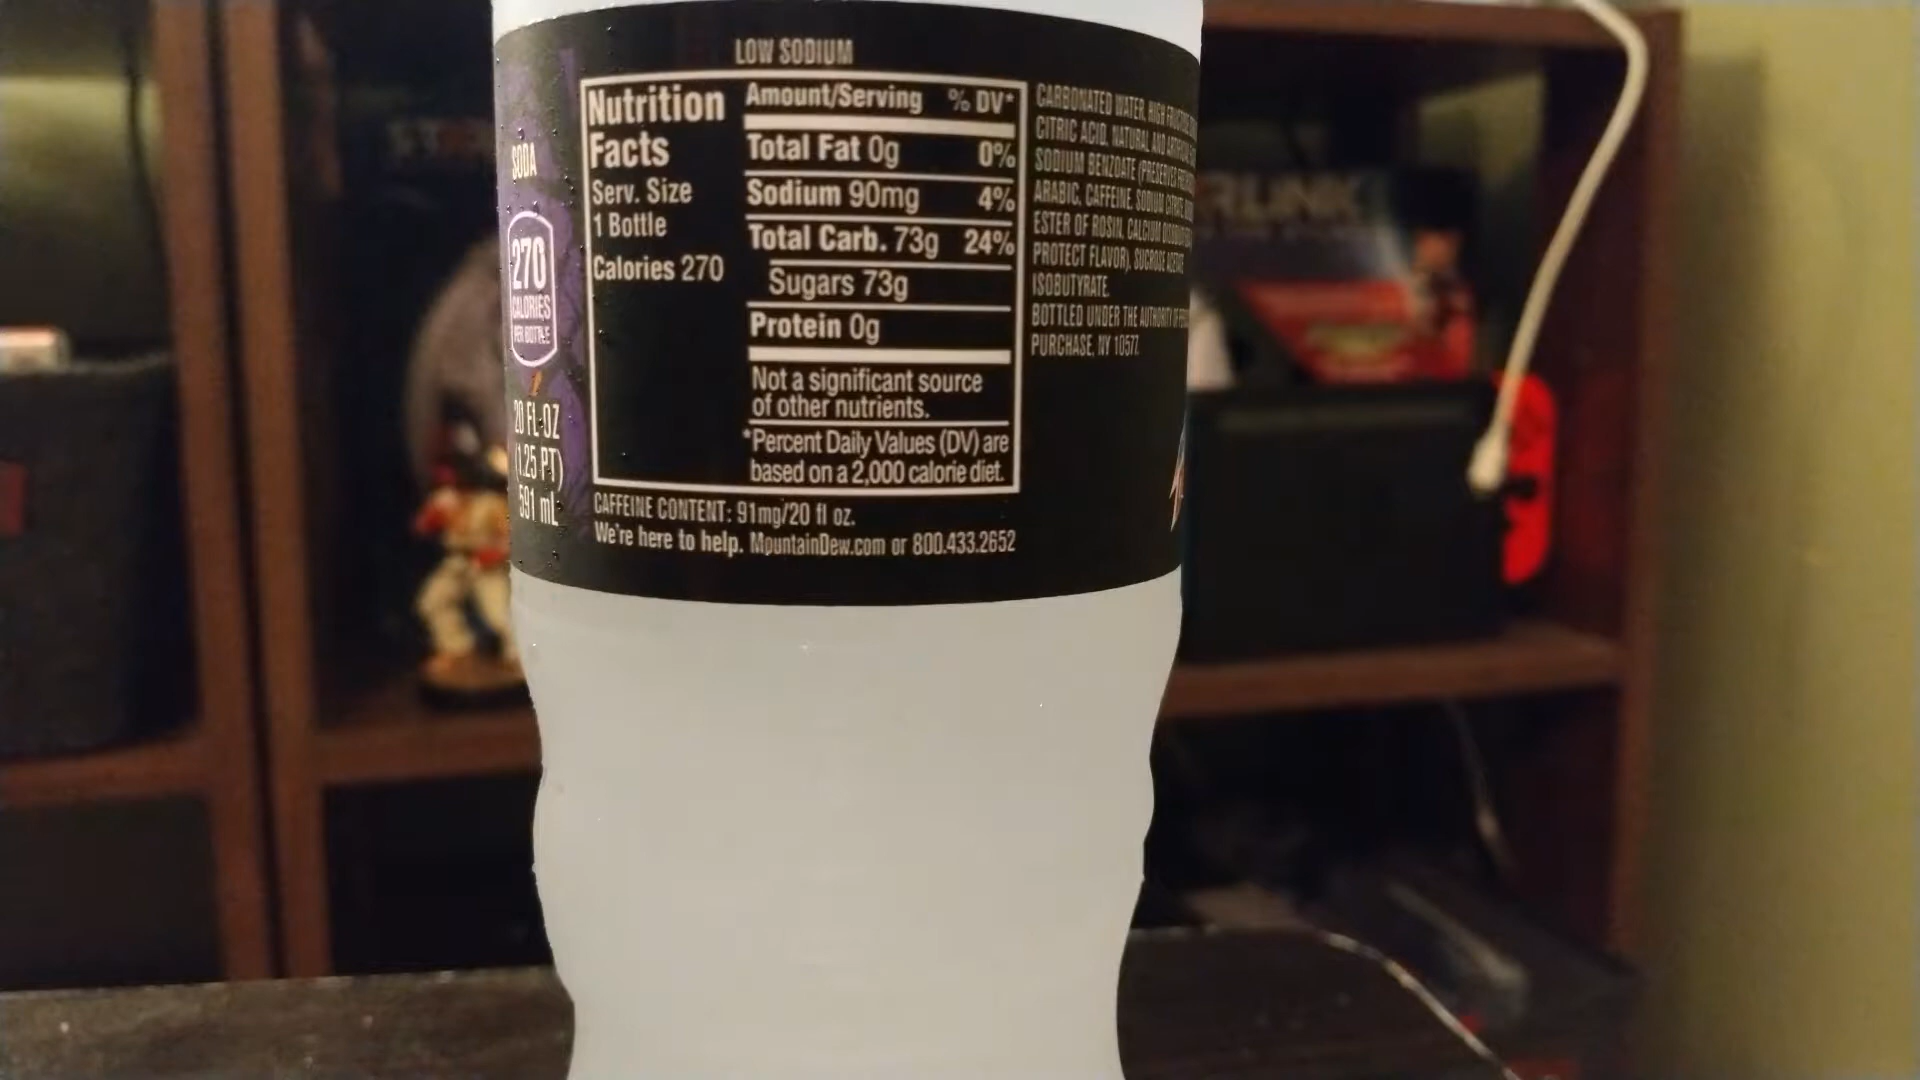 LOW SODIUM
SODA
270
CALORIES
PER BOTTLE
20 FL OZ
(1.25 PT)
591 mL
Nutrition
Facts
Serv. Size
1 Bottle
Calories 270
Amount/Serving % DV*
Total Fat 0g 0%
Sodium 90mg 4%
Total Carb. 73g 24%
Sugars 73g
Protein 0g
Not a significant source
of other nutrients.
*Percent Daily Values (DV) are
based on a 2,000 calorie diet.
CAFFEINE CONTENT: 91mg/20 fl oz.
We're here to help. MountainDew.com or 800.433.2652
CARBONATED WATER, HIGH FRUCTOSE
CITRIC ACID, NATURAL AND
SODIUM BENZOATE
ARABIC, CAFFEINE, SODIUM CITRATE,
ESTER OF ROSIN, CALCIUM
PROTECT FLAVOR), SUCROSE ACETATE
ISOBUTYRATE.
BOTTLED UNDER THE AUTHORITY OF
PURCHASE, NY 10577.
RLINK